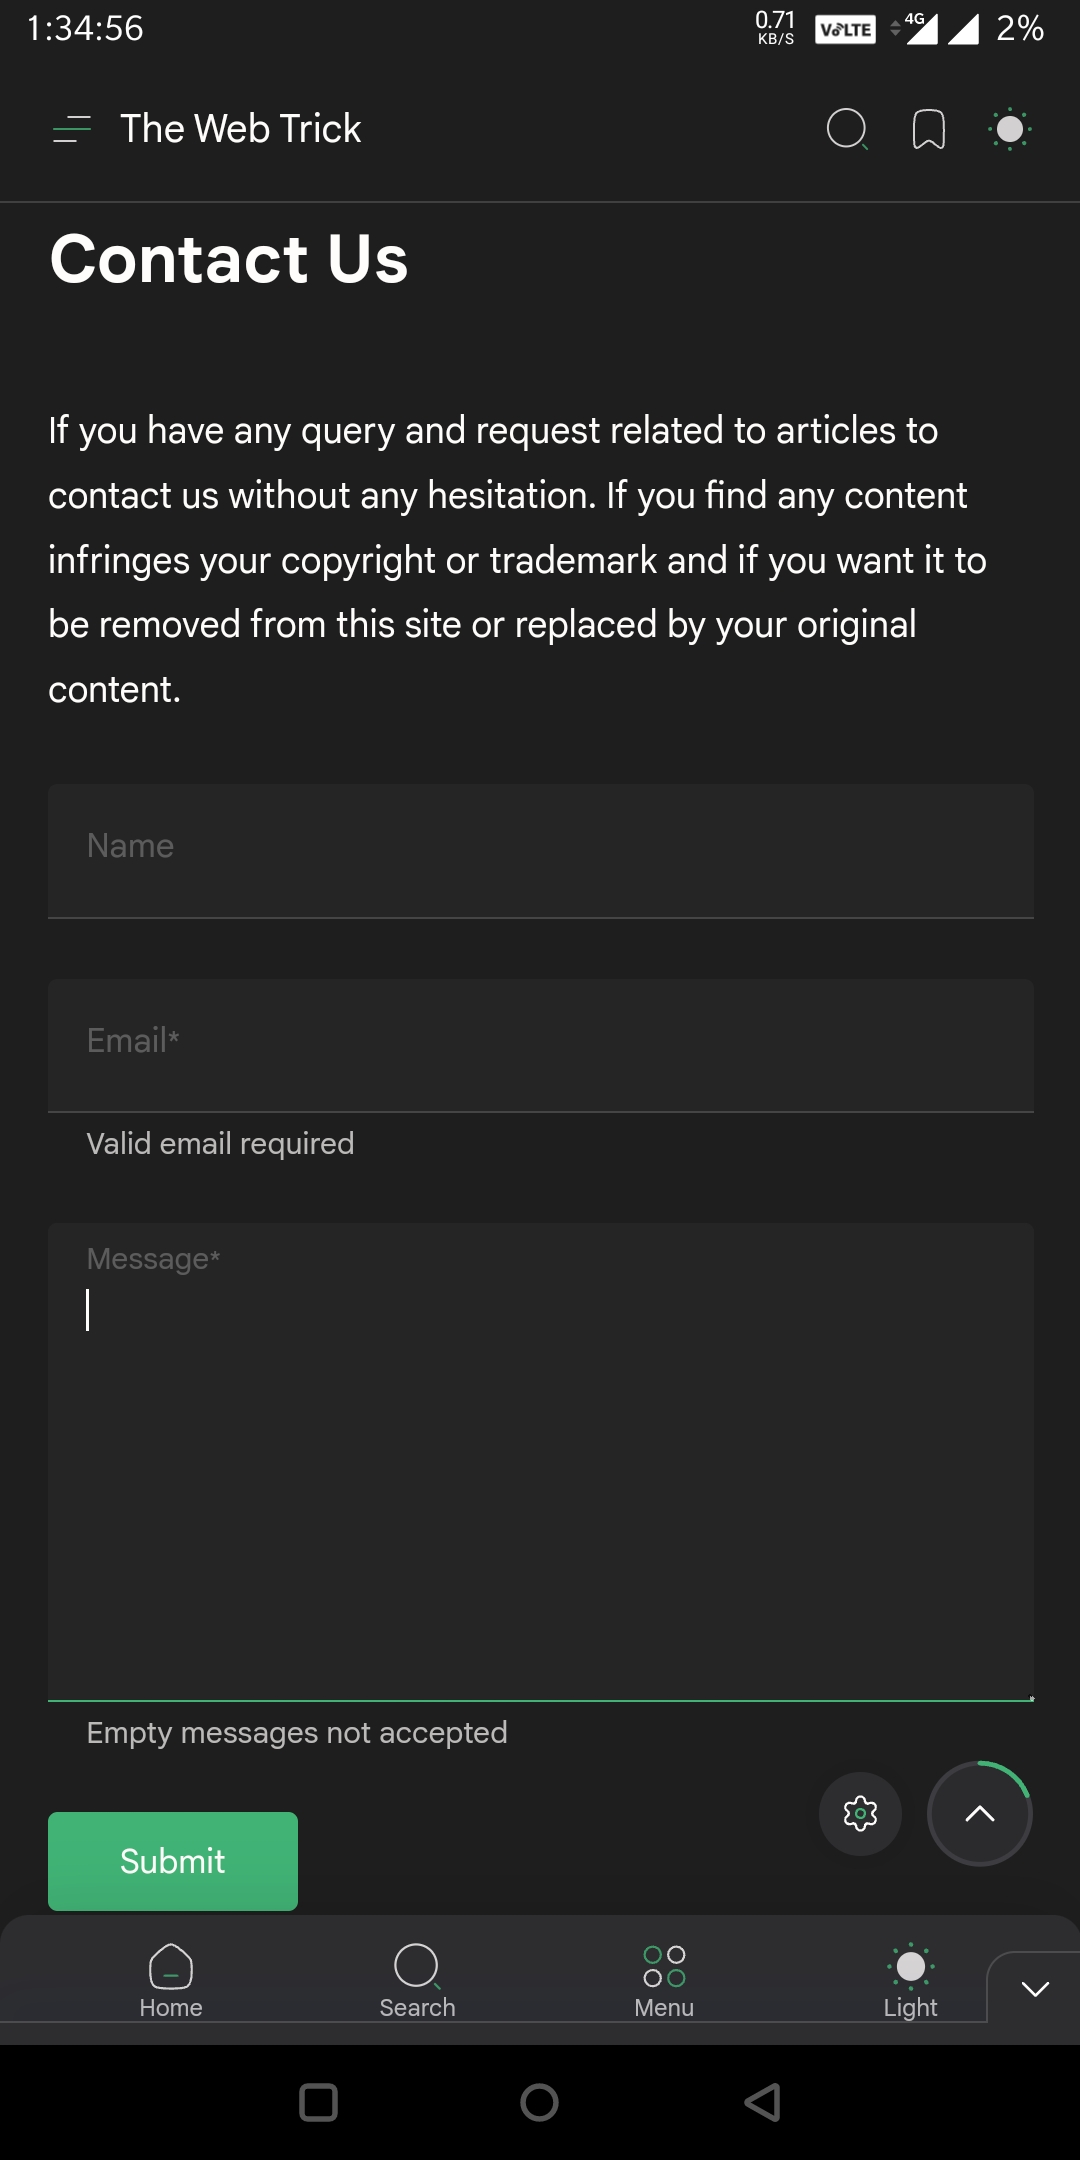 1:34:56
0.71
KB/S
VoLTE
4G
2%
The Web Trick
Contact Us
If you have any query and request related to articles to
contact us without any hesitation. If you find any content
infringes your copyright or trademark and if you want it to
be removed from this site or replaced by your original
content.
Name
Email*
Valid email required
Message*
Empty messages not accepted
Submit
Home
Search
Menu
Light